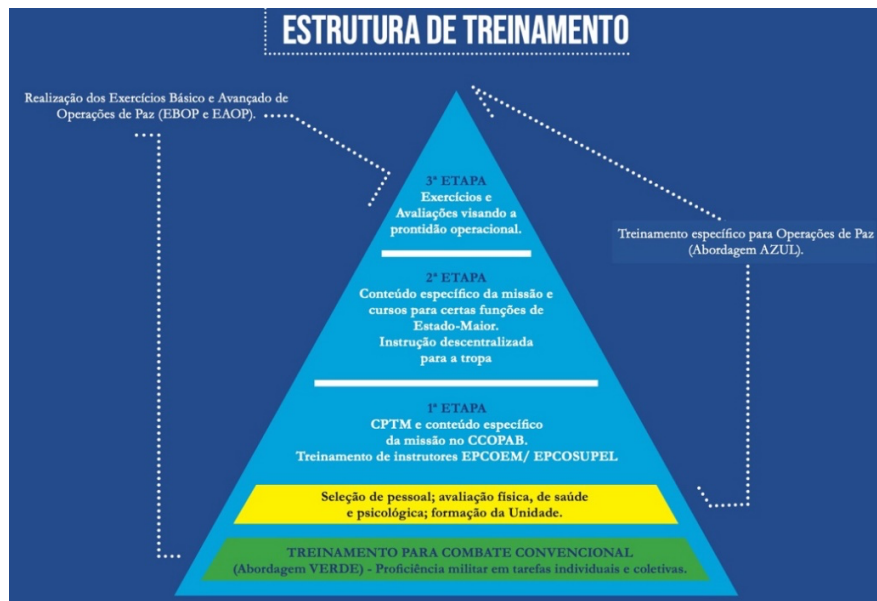 ESTRUTURA DE TREINAMENTO
Realização dos Exercícios Básico e Avançado de
Operações de Paz (EBOP e EAOP).
3ª ETAPA
Exercícios e
Avaliações visando a
prontidão operacional.
Treinamento específico para Operações de Paz
(Abordagem AZUL).
2ª ETAPA
Conteúdo específico da missão e
cursos para certas funções de
Estado-Maior.
Instrução descentralizada
para a tropa
1ª ETAPA
CPTM e conteúdo específico
da missão no CCOPAB.
Treinamento de instrutores EPCOEM/ EPCOSUPEL
Seleção de pessoal; avaliação física, de saúde
e psicológica; formação da Unidade.
TREINAMENTO PARA COMBATE CONVENCIONAL
(Abordagem VERDE) - Proficiência militar em tarefas individuais e coletivas.